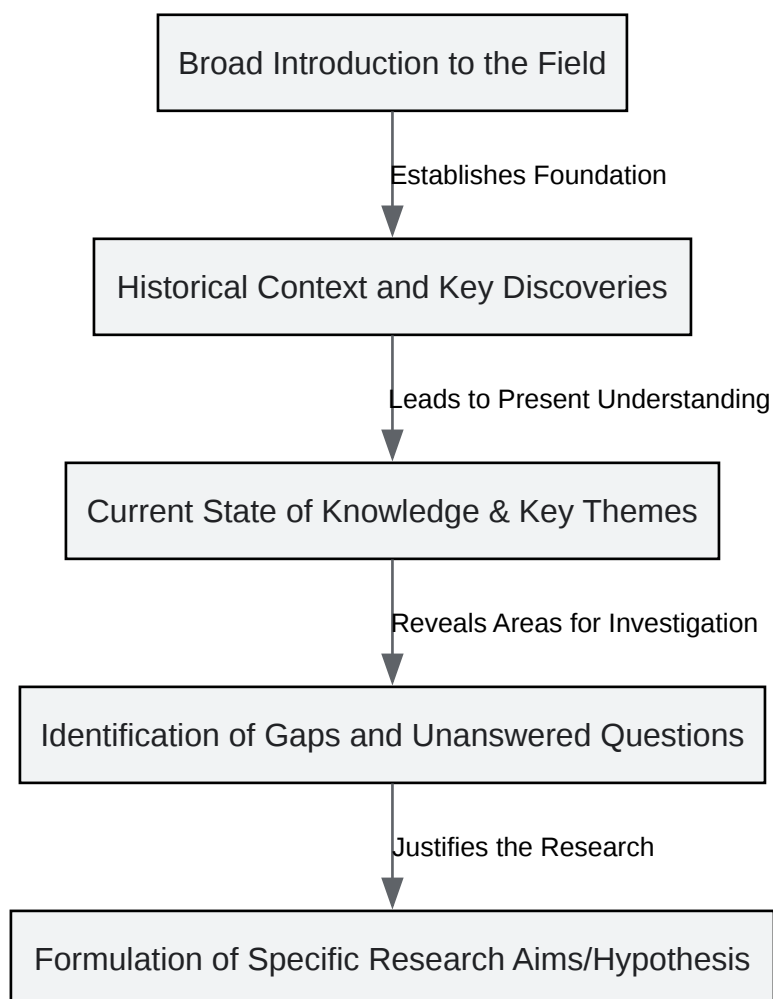 Broad Introduction to the Field
Establishes Foundation
Historical Context and Key Discoveries
Leads to Present Understanding
Current State of Knowledge & Key Themes
Reveals Areas for Investigation
Identification of Gaps and Unanswered Questions
Justifies the Research
Formulation of Specific Research Aims/Hypothesis